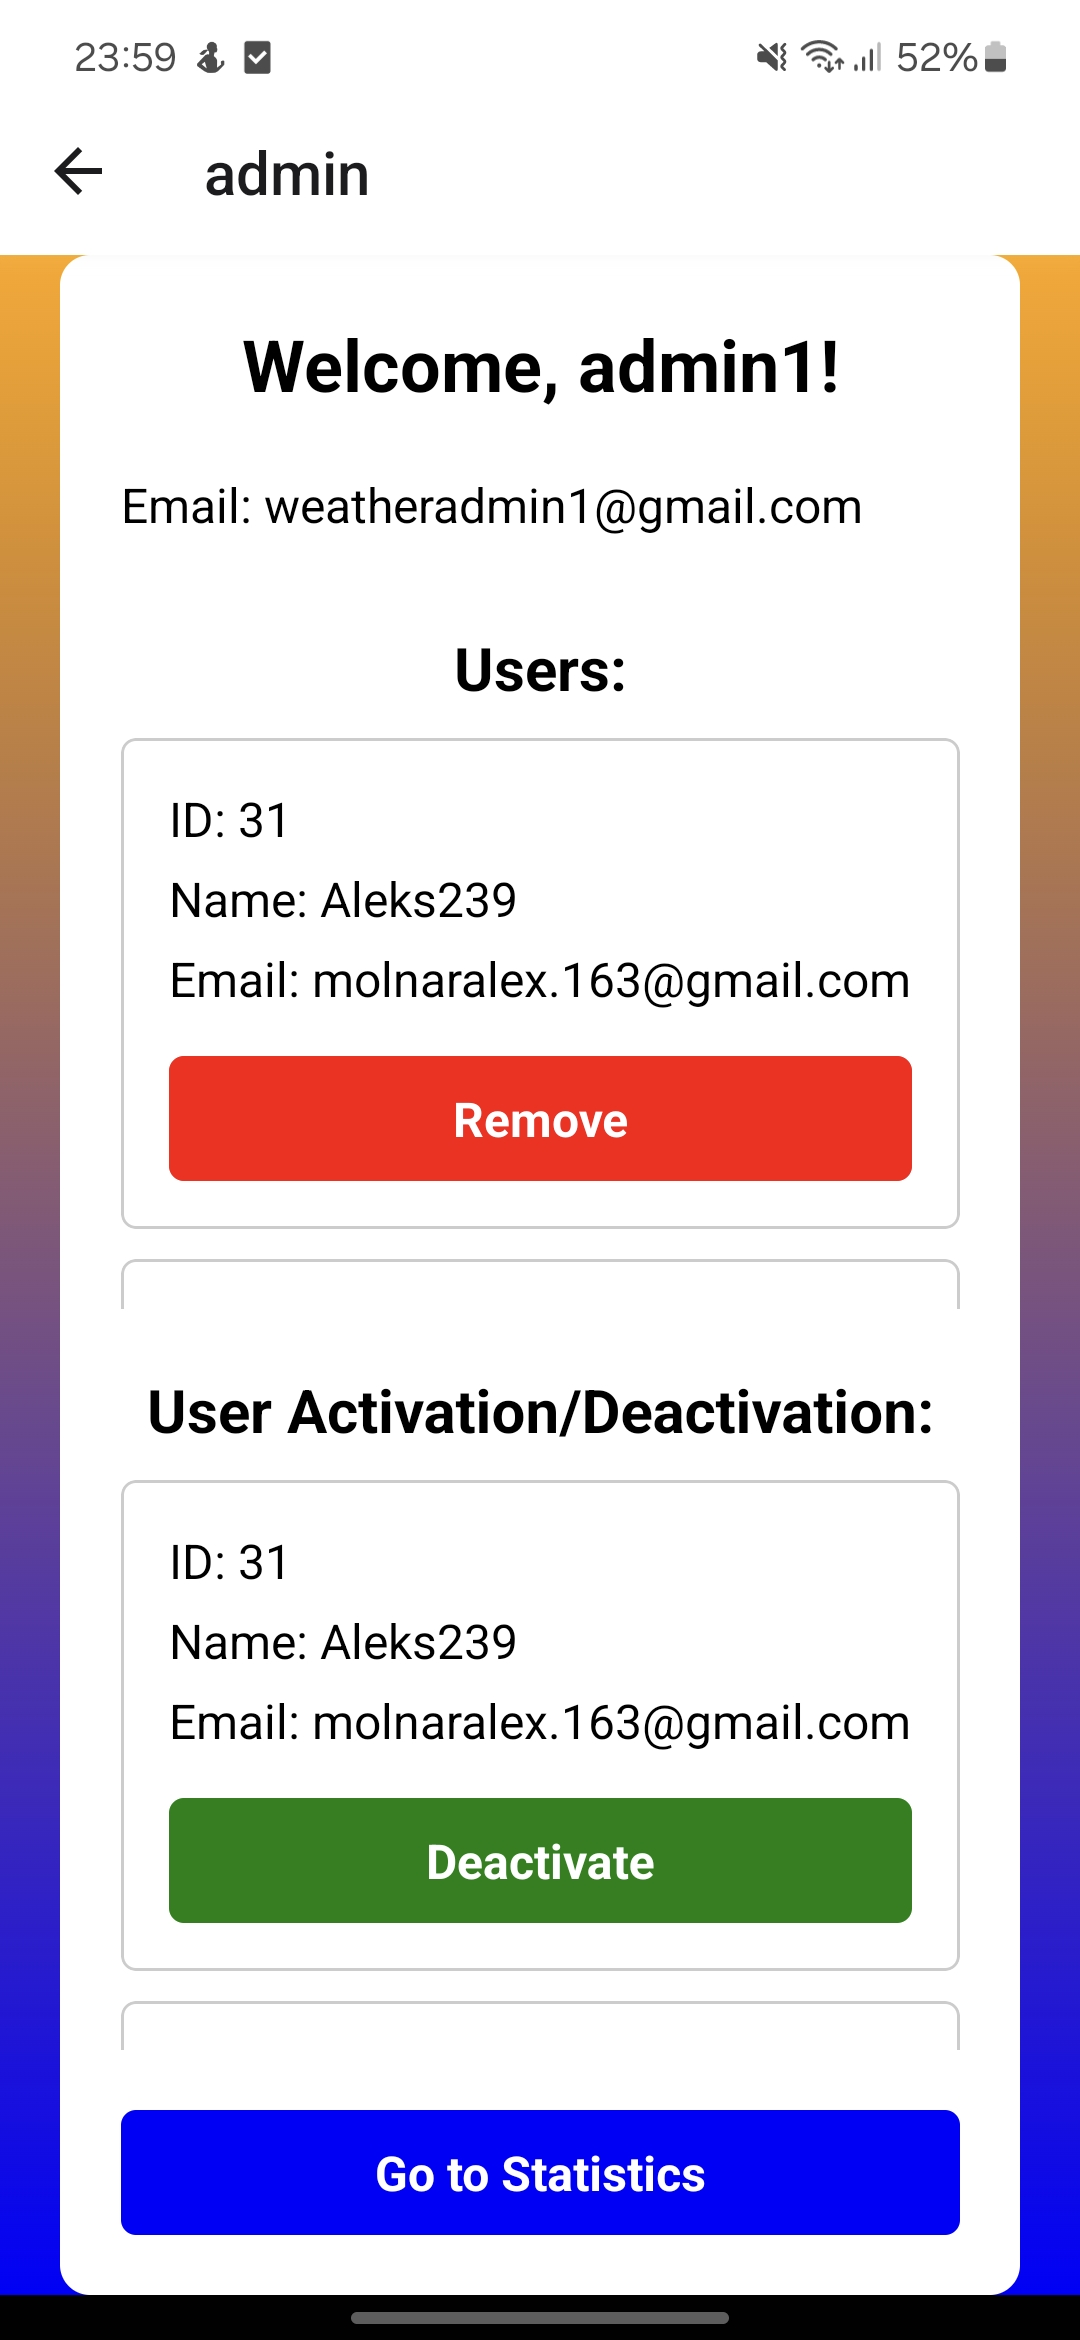 23:59
52%
admin
Welcome, admin1!
Email: weatheradmin1@gmail.com
Users:
ID: 31
Name: Aleks239
Email: molnaralex.163@gmail.com
Remove
User Activation/Deactivation:
ID: 31
Name: Aleks239
Email: molnaralex.163@gmail.com
Deactivate
Go to Statistics